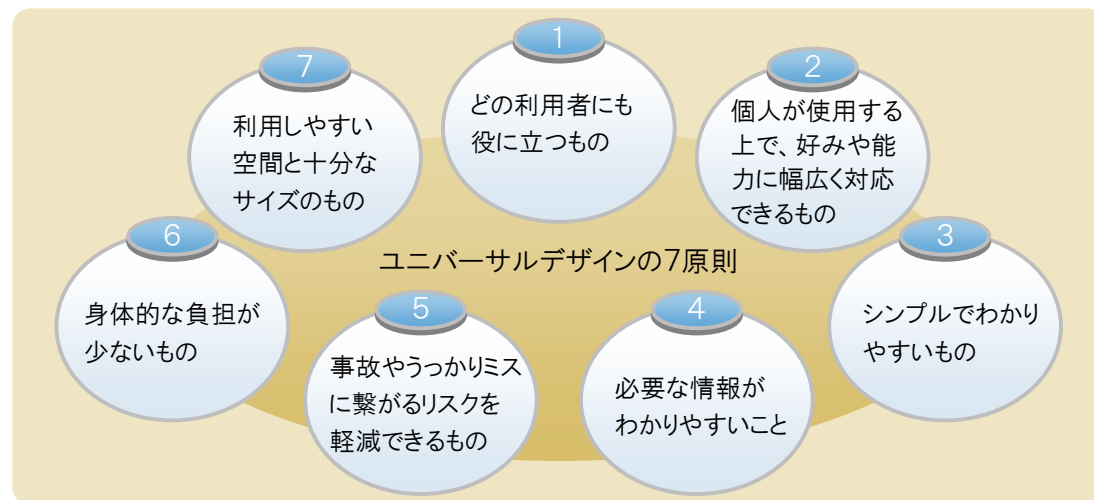 1
どの利用者にも
役に立つもの
2
個人が使用する
上で、好みや能
力に幅広く対応
できるもの
3
シンプルでわかり
やすいもの
4
必要な情報が
わかりやすいこと
5
事故やうっかりミス
に繋がるリスクを
軽減できるもの
6
身体的な負担が
少ないもの
7
利用しやすい
空間と十分な
サイズのもの
ユニバーサルデザインの7原則